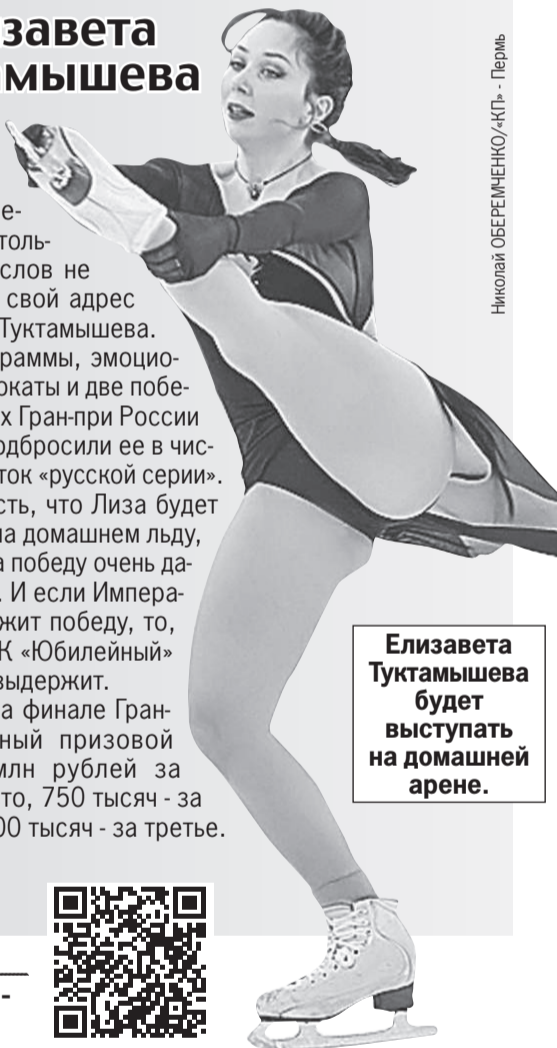 завета
мышева
е-
толь-
слов не
свой адрес
Туктамышева.
раммы, эмоцио-
окаты и две побе-
х Гран-при России
одбросили ее в чис-
ток «русской серии».
сть, что Лиза будет
на домашнем льду,
а победу очень да-
. И если Импера-
жит победу, то,
К «Юбилейный»
выдержит.
а финале Гран-
ный призовой
млн рублей за
то, 750 тысяч - за
00 тысяч - за третье.
Николай ОБЕРЕМЧЕНКО/«КП» - Пермь
Елизавета
Туктамышева
будет
выступать
на домашней
арене.